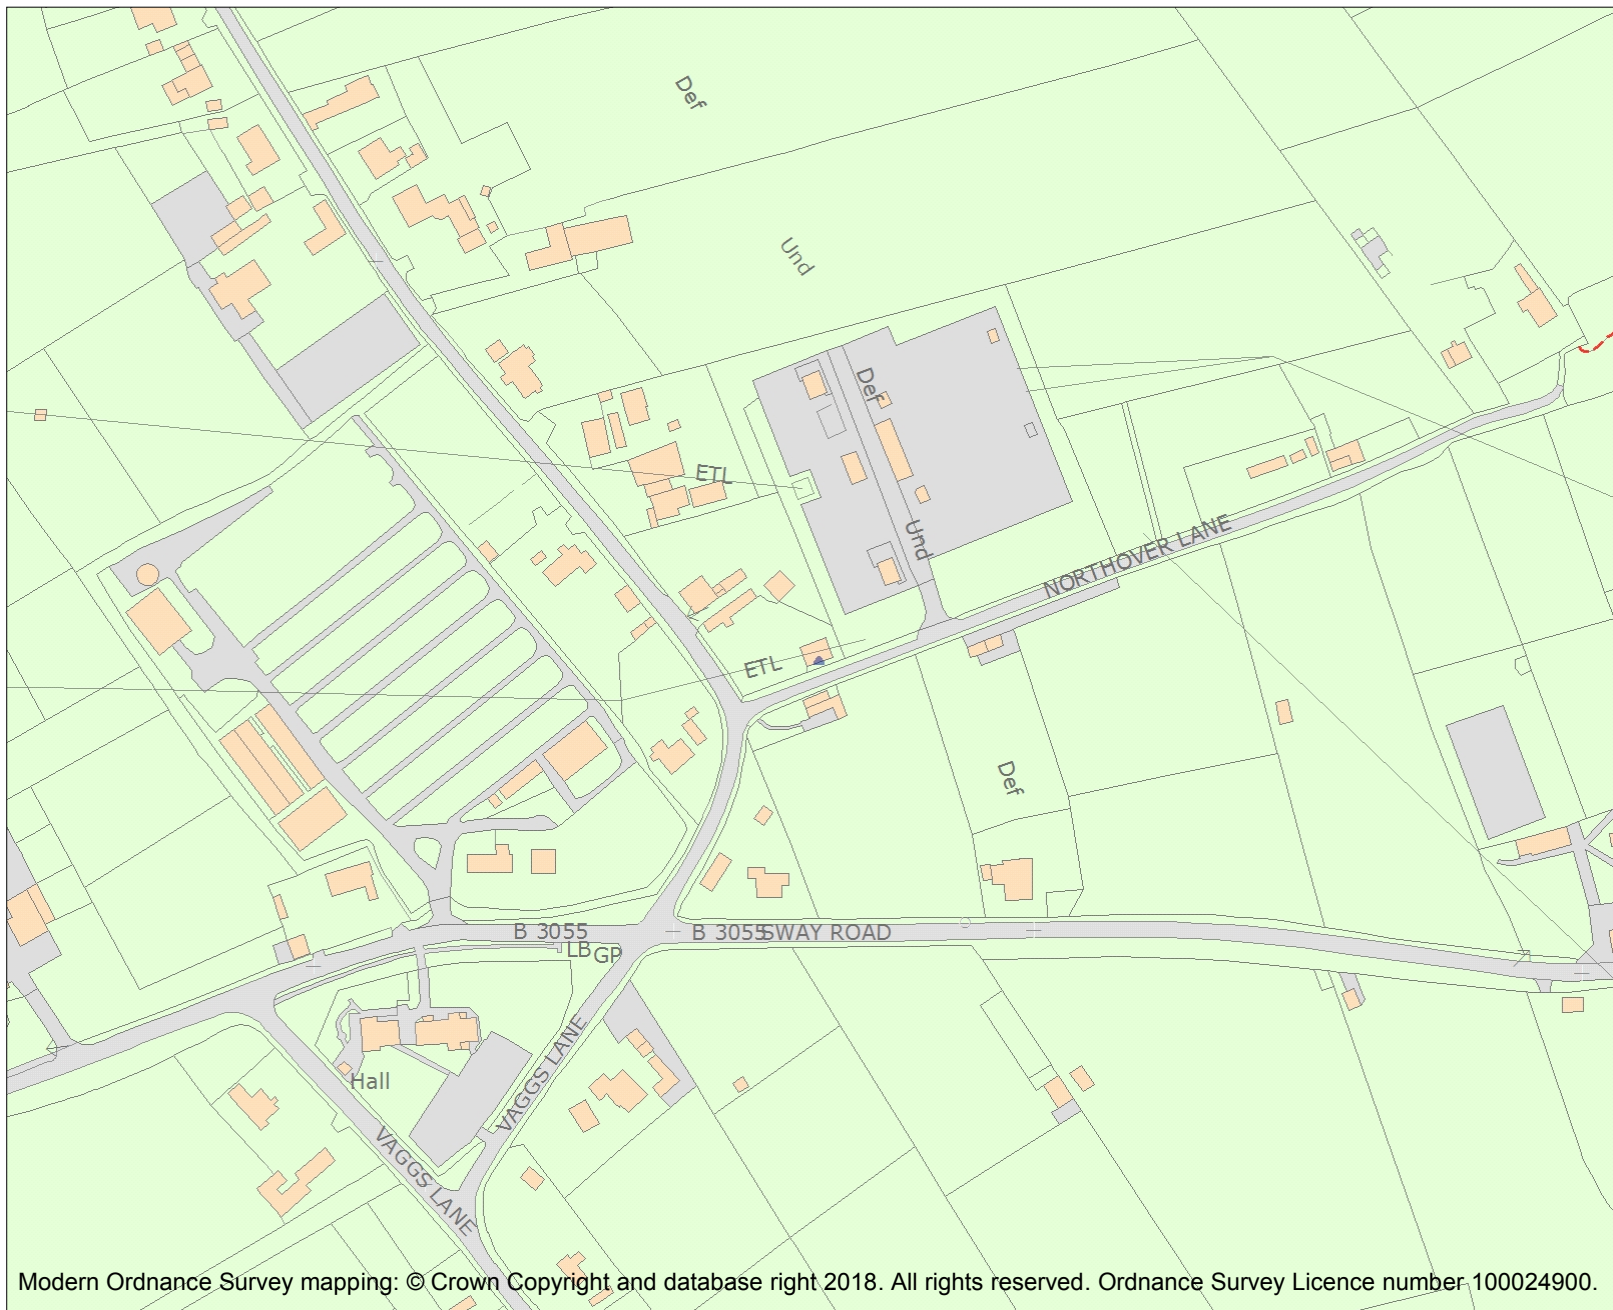 Def
Und
Def
ETL
Und
NORTHOVER LANE
ETL
Def
B 3055
B 3055
SWAY ROAD
LB
GP
VAGGS LANE
Hall
VAGGS LANE
Modern Ordnance Survey mapping: © Crown Copyright and database right 2018. All rights reserved. Ordnance Survey Licence number 100024900.